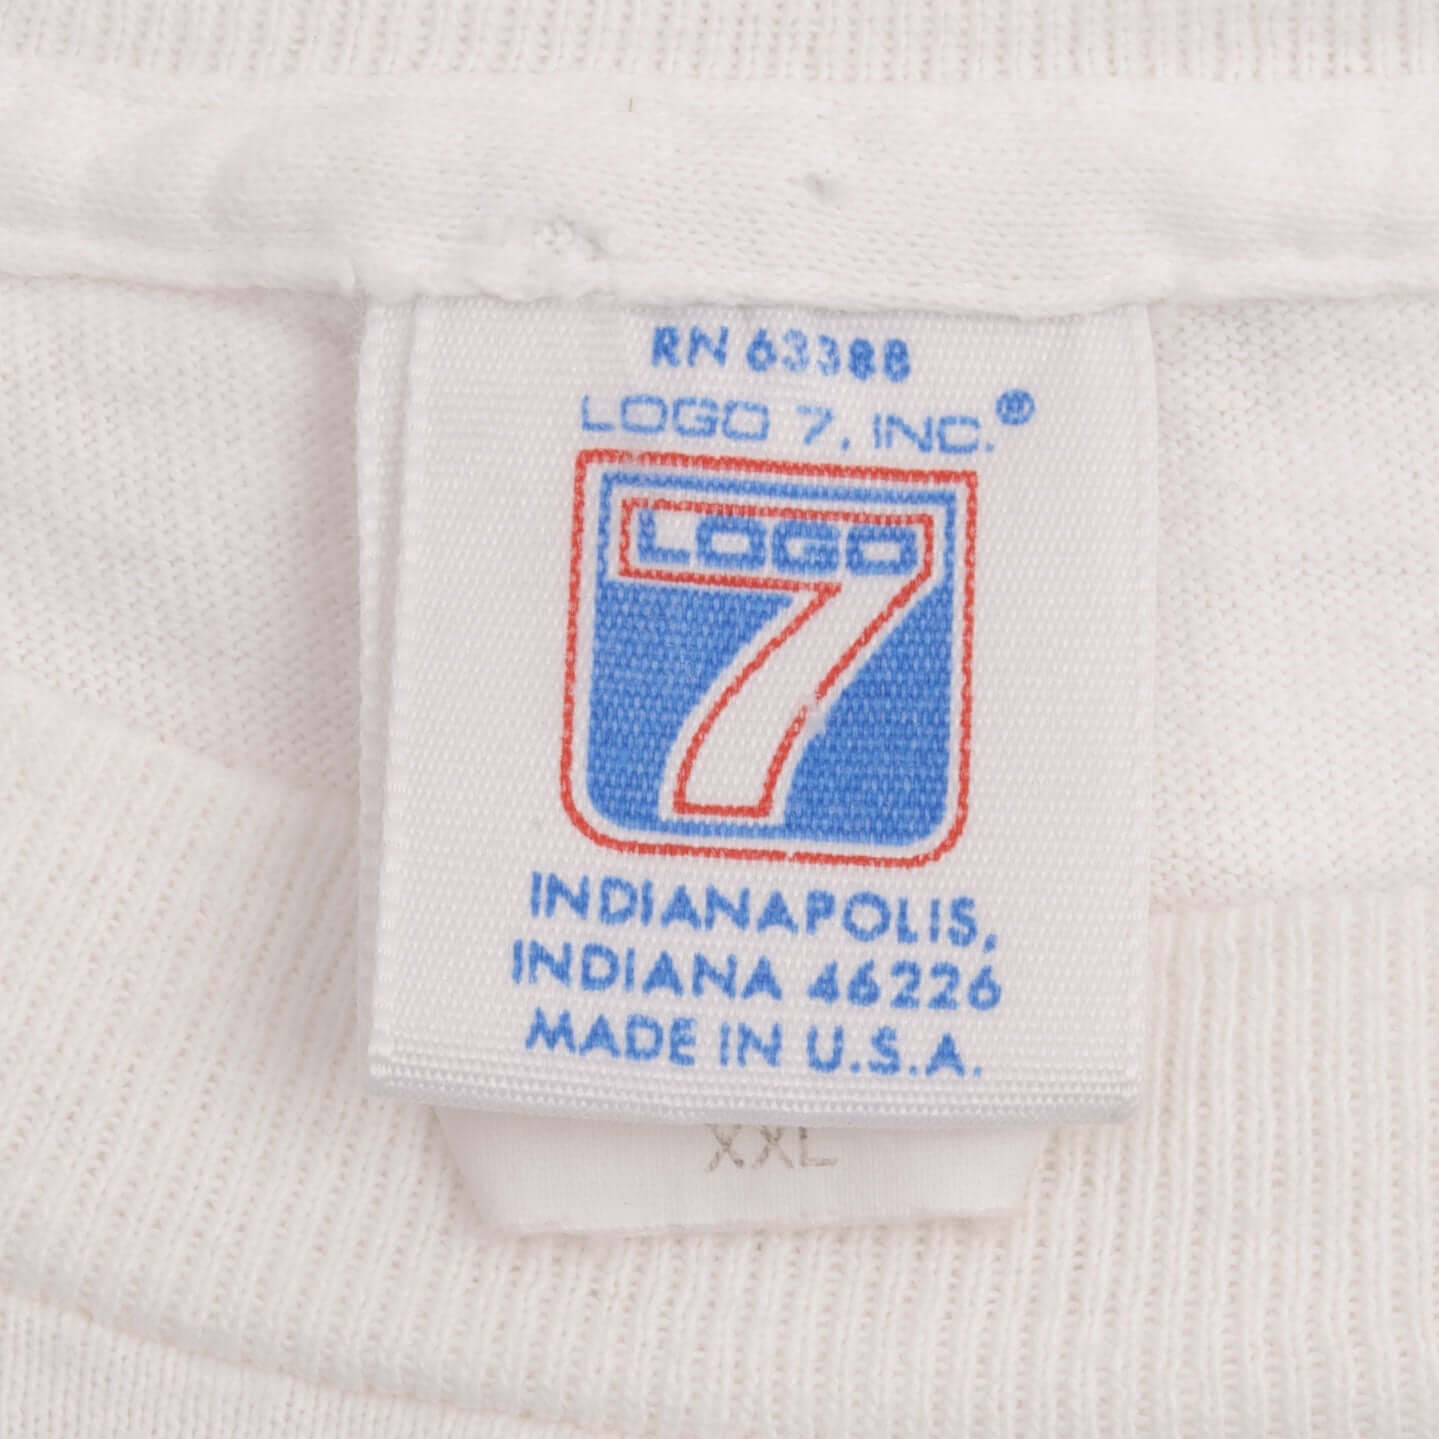 RN 63388
LOGO 7, INC.®
LOGO
7
INDIANAPOLIS,
INDIANA 46226
MADE IN U.S.A.
XXL